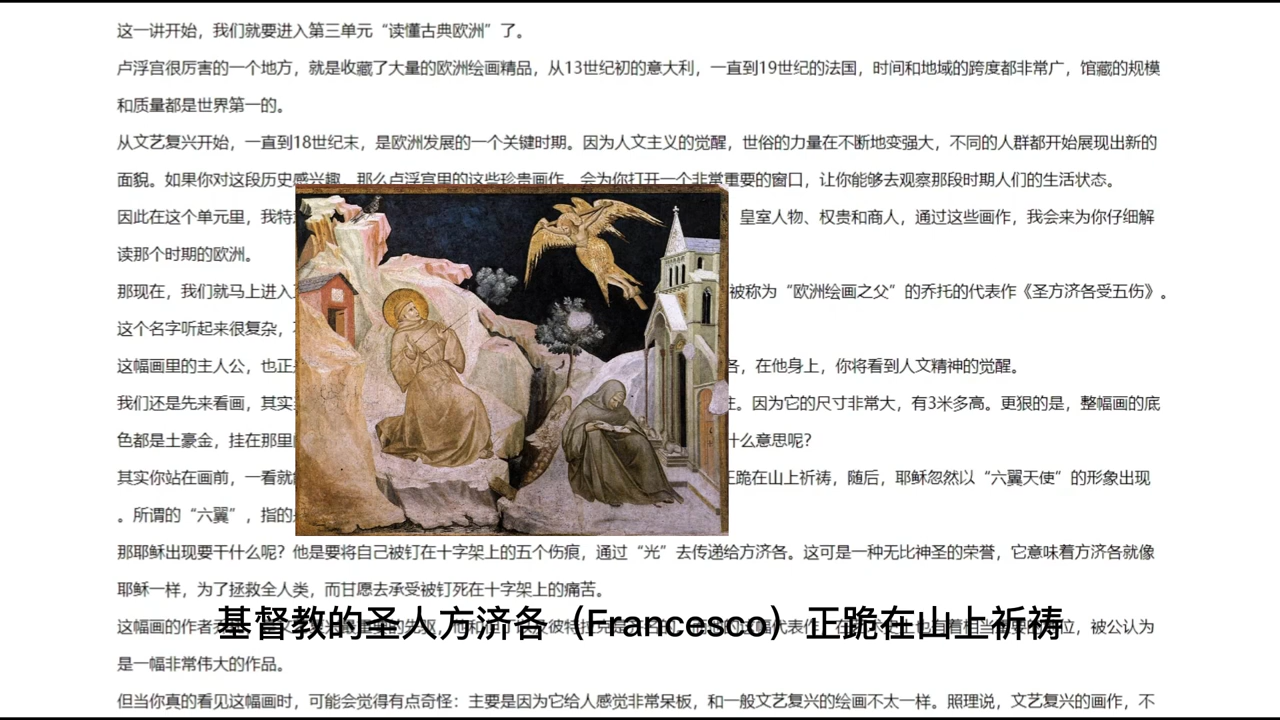 这一讲开始，我们就要进入第三单元“读懂古典欧洲”了。
卢浮宫很厉害的一个地方，就是收藏了大量的欧洲绘画精品，从13世纪初的意大利，一直到19世纪的法国，时间和地域的跨度都非常广，馆藏的规模
和质量都是世界第一的。
从文艺复兴开始，一直到18世纪末，是欧洲发展的一个关键时期。因为人文主义的觉醒，世俗的力量在不断地变强大，不同的人群都开始展现出新的
面貌。如果你对这段历史感兴趣，那么卢浮宫里的这些珍贵画作，会为你打开一个非常重要的窗口，让你能够去观察那段时期人们的生活状态。
因此在这个单元里，我特 皇室人物、权贵和商人，通过这些画作，我会来为你仔细解
读那个时期的欧洲。
那现在，我们就马上进入 被称为“欧洲绘画之父”的乔托的代表作《圣方济各受五伤》。
这个名字听起来很复杂，
这幅画里的主人公，也正 各，在他身上，你将看到人文精神的觉醒。
我们还是先来看画，其实 因为它的尺寸非常大，有3米多高。更狠的是，整幅画的底
色都是土豪金，挂在那里 什么意思呢？
其实你站在画前，一看就 正跪在山上祈祷，随后，耶稣忽然以“六翼天使”的形象出现
。所谓的“六翼”，指的
那耶稣出现要干什么呢？他是要将自己被钉在十字架上的五个伤痕，通过“光”去传递给方济各。这可是一种无比神圣的荣誉，它意味着方济各就像
耶稣一样，为了拯救全人类，而甘愿去承受被钉死在十字架上的痛苦。
基督教的圣人方济各（Francesco）正跪在山上祈祷
这幅画的作者 位，被公认为
是一幅非常伟大的作品。
但当你真的看见这幅画时，可能会觉得有点奇怪：主要是因为它给人感觉非常呆板，和一般文艺复兴的绘画不太一样。照理说，文艺复兴的画作，不